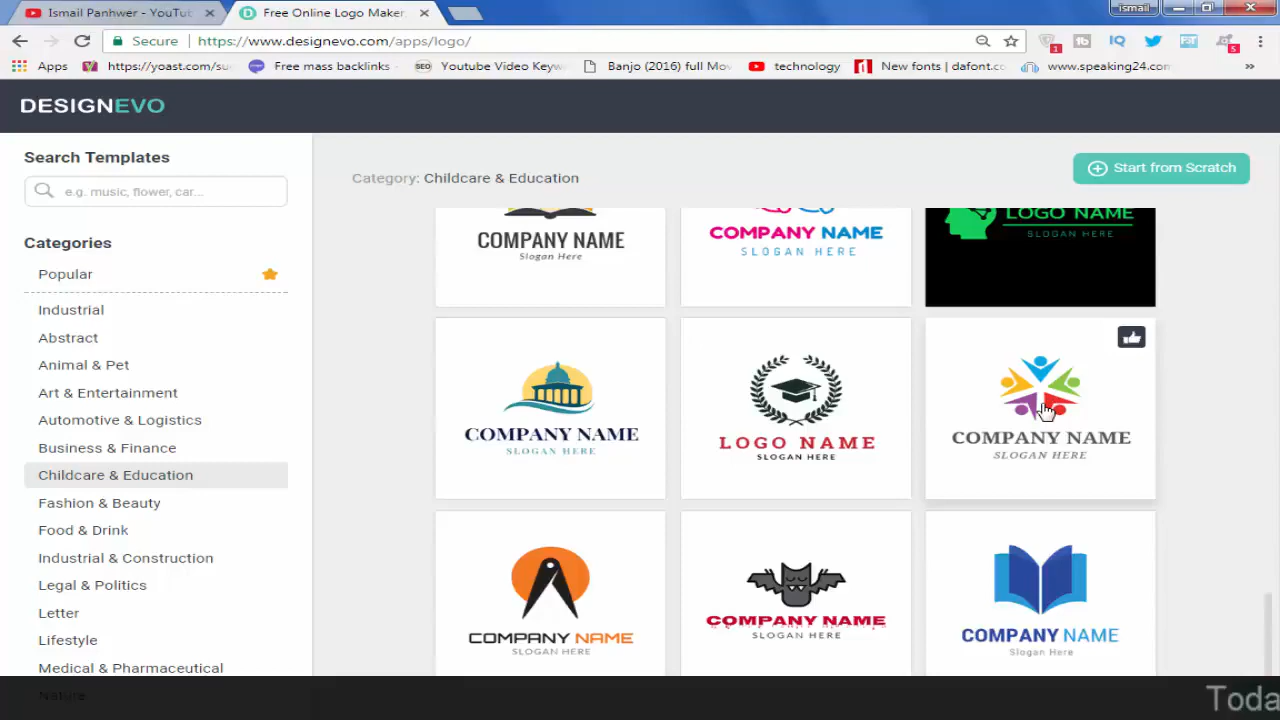 Ismail Panhwer - YouTut
Free Online Logo Maker
ismail
Secure
https://www.designevo.com/apps/logo/
Apps
https://yoast.com/su
Free mass backlinks
Youtube Video Keyw
Banjo (2016) full Mov
technology
New fonts | dafont.co
www.speaking24.com
»
DESIGNEVO
Search Templates
e.g. music, flower, car...
Categories
Popular
Industrial
Abstract
Animal & Pet
Art & Entertainment
Automotive & Logistics
Business & Finance
Childcare & Education
Fashion & Beauty
Food & Drink
Industrial & Construction
Legal & Politics
Letter
Lifestyle
Medical & Pharmaceutical
Nature
Category: Childcare & Education
Start from Scratch
COMPANY NAME
Slogan Here
COMPANY NAME
SLOGAN HERE
LOGO NAME
SLOGAN HERE
COMPANY NAME
SLOGAN HERE
LOGO NAME
SLOGAN HERE
COMPANY NAME
SLOGAN HERE
COMPANY NAME
SLOGAN HERE
COMPANY NAME
SLOGAN HERE
COMPANY NAME
Slogan Here
Toda